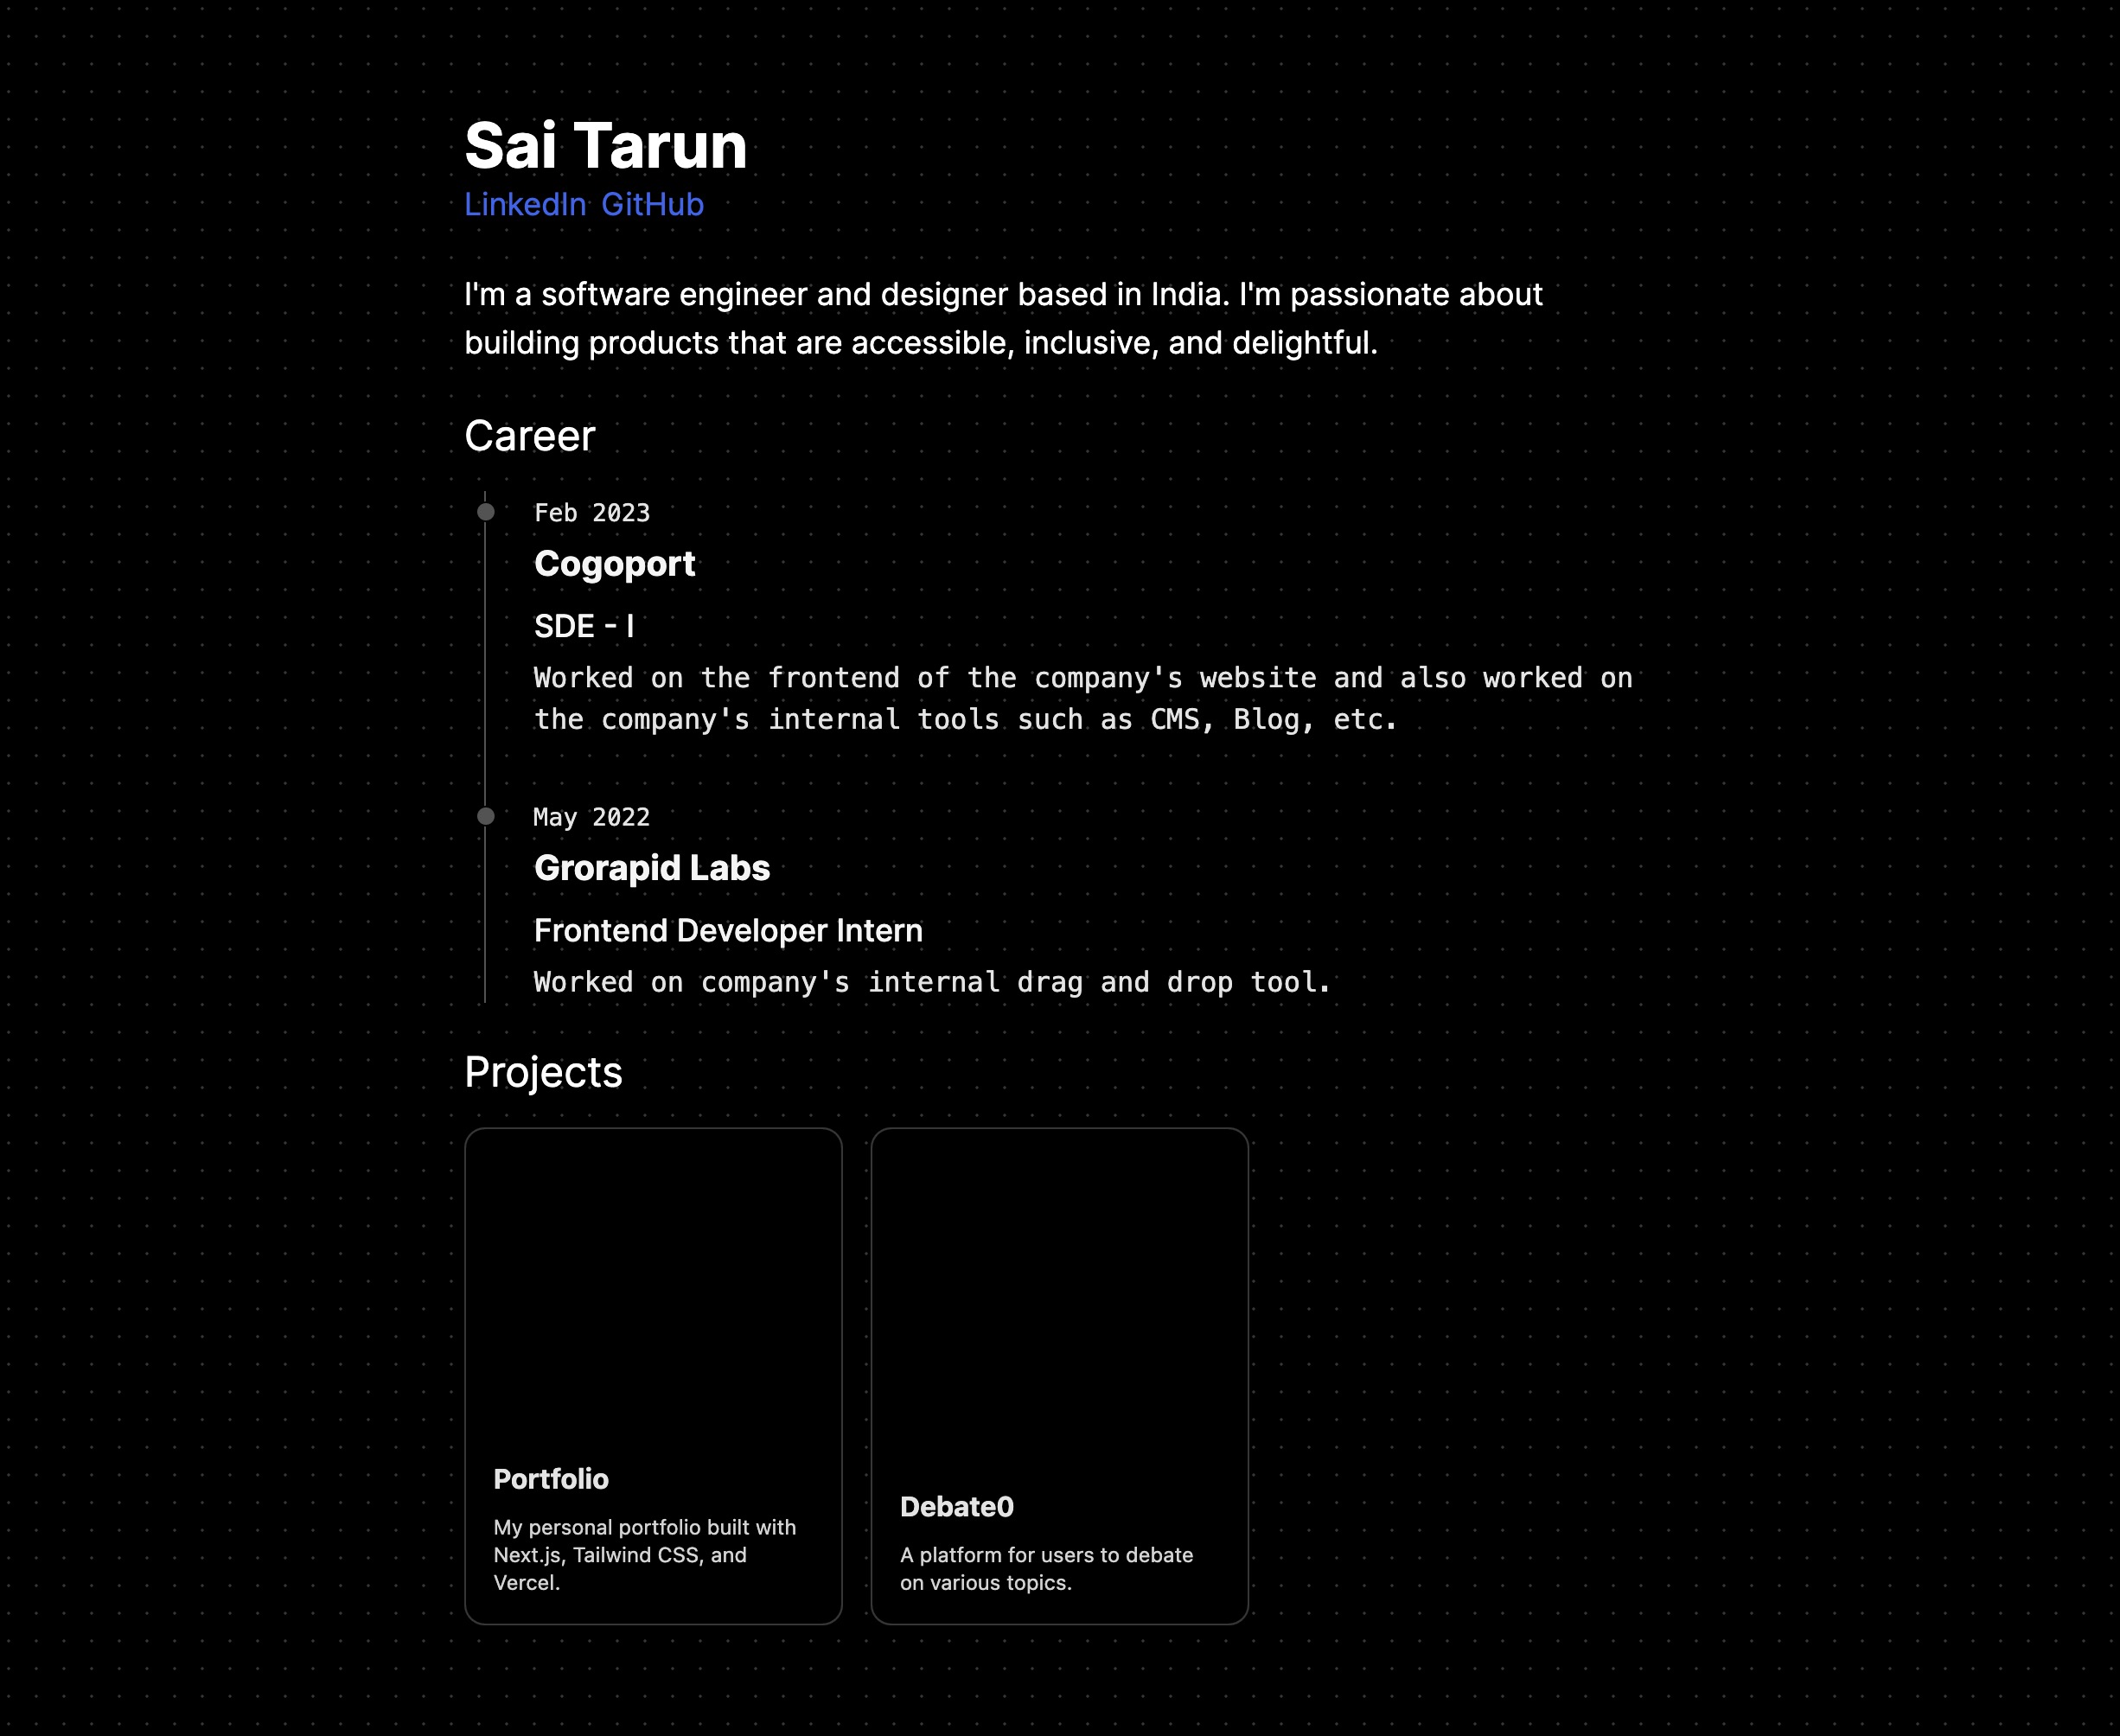 Sai Tarun
LinkedIn GitHub
I'm a software engineer and designer based in India. I'm passionate about
building products that are accessible, inclusive, and delightful.
Career
Feb 2023
Cogoport
SDE - I
Worked on the frontend of the company's website and also worked on
the company's internal tools such as CMS, Blog, etc.
May 2022
Grorapid Labs
Frontend Developer Intern
Worked on company's internal drag and drop tool.
Projects
Portfolio
My personal portfolio built with
Next.js, Tailwind CSS, and
Vercel.
Debate0
A platform for users to debate
on various topics.